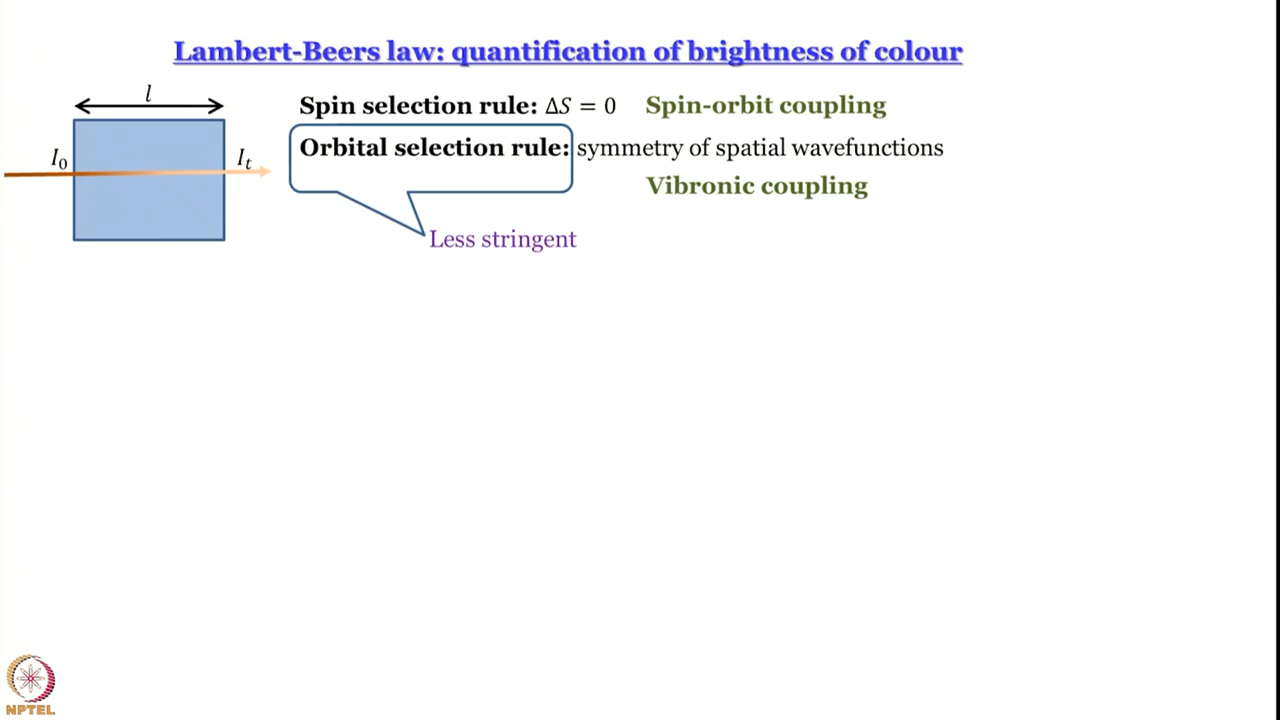 Lambert-Beers law: quantification of brightness of colour
l
I₀
Iₜ
Spin selection rule: ΔS = 0 Spin-orbit coupling
Orbital selection rule: symmetry of spatial wavefunctions
Vibronic coupling
Less stringent
NPTEL